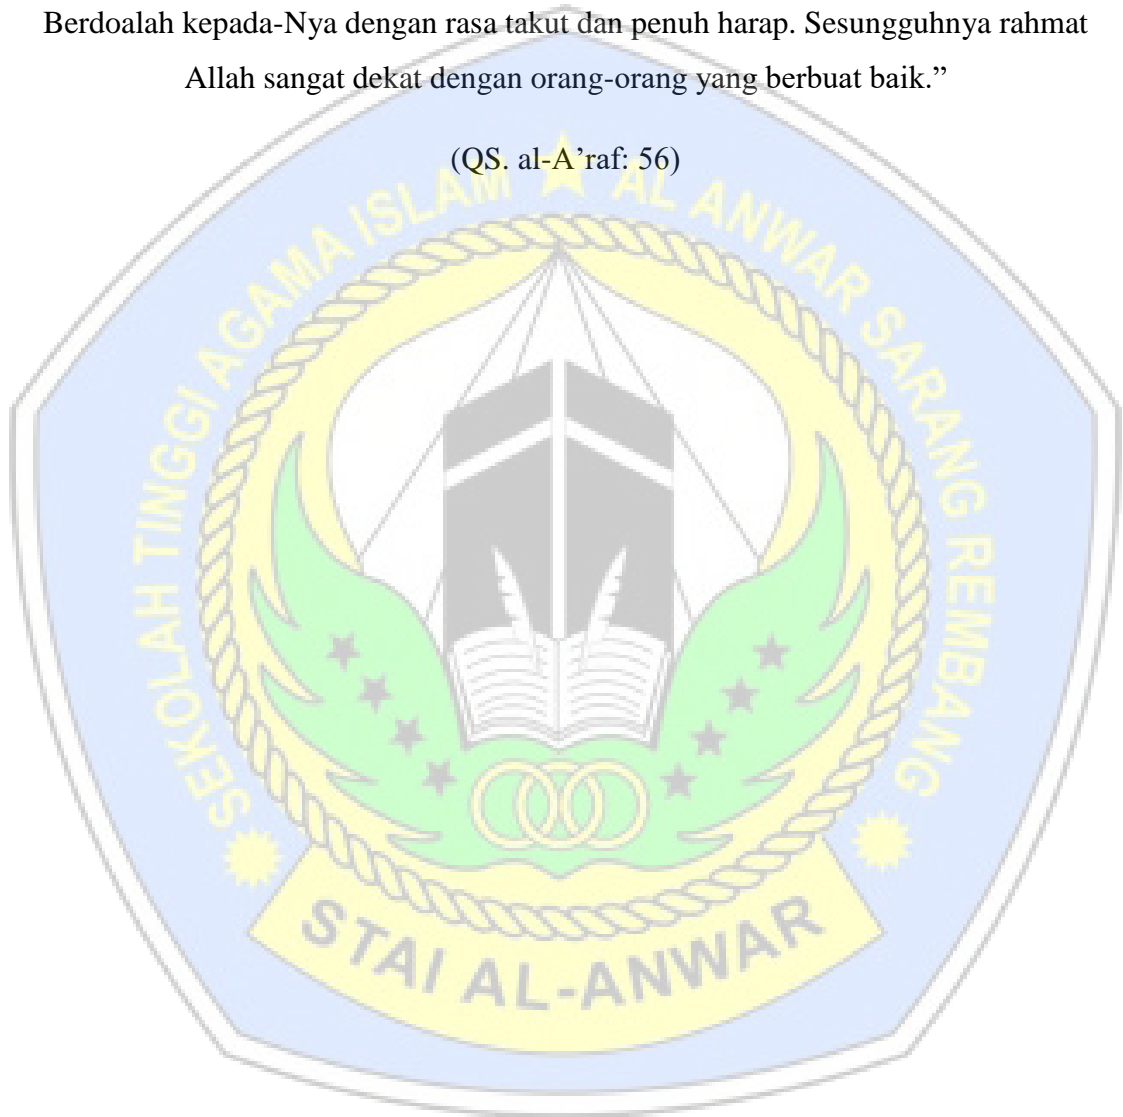 Berdoalah kepada-Nya dengan rasa takut dan penuh harap. Sesungguhnya rahmat
Allah sangat dekat dengan orang-orang yang berbuat baik.”
(QS. al-A’raf: 56)
SEKOLAH TINGGI AGAMA ISLAM ★ AL ANWAR SARANG REMBANG
STAI AL-ANWAR